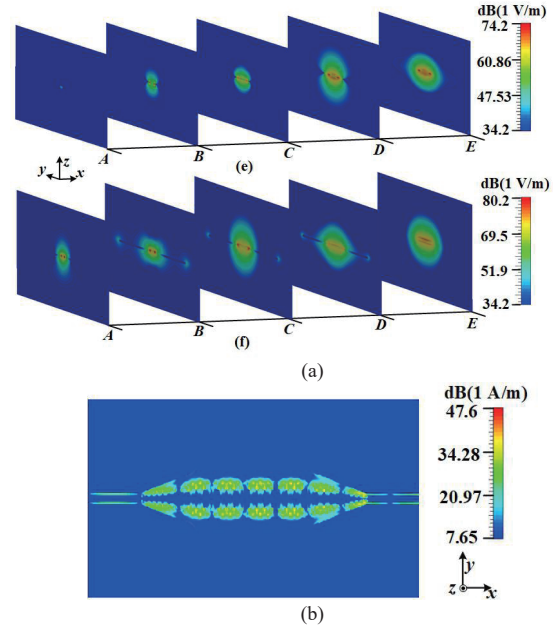 dB(1 V/m)
74.2
60.86
47.53
34.2
z
y
x
A
B
C
D
E
(e)
dB(1 V/m)
80.2
69.5
51.9
34.2
A
B
C
D
E
(f)
(a)
dB(1 A/m)
47.6
34.28
20.97
7.65
y
z
x
(b)